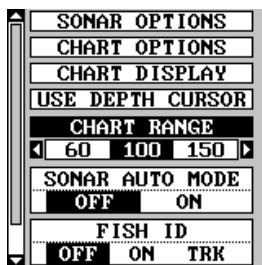 SONAR OPTIONS
CHART OPTIONS
CHART DISPLAY
USE DEPTH CURSOR
CHART RANGE
60 100 150
SONAR AUTO MODE
OFF ON
FISH ID
OFF ON TRK